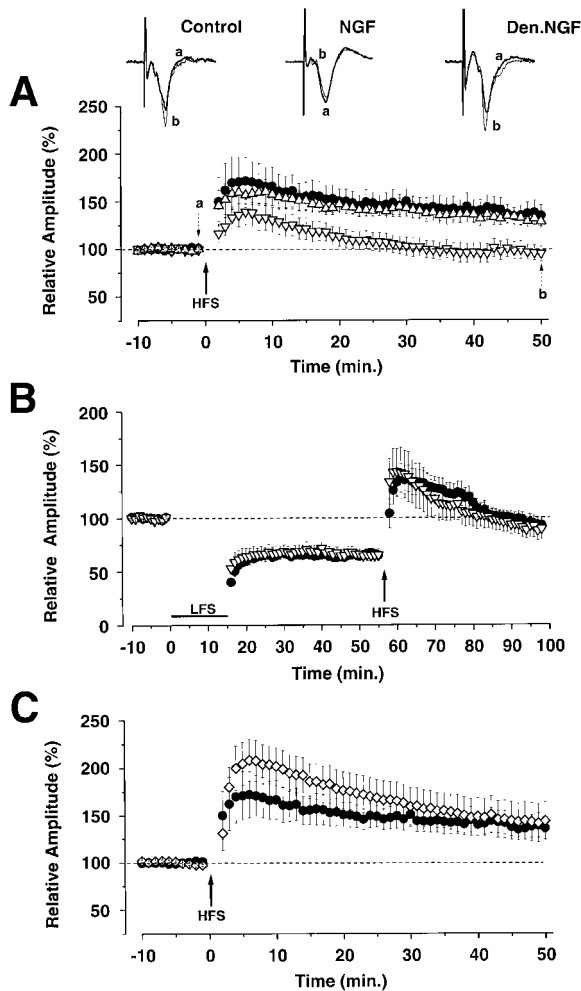 Control NGF Den.NGF
a b a
b a b
A
250
200
150
100
50
Relative Amplitude (%)
a
HFS
b
-10 0 10 20 30 40 50
Time (min.)
B
200
150
100
50
0
Relative Amplitude (%)
LFS
HFS
-10 0 10 20 30 40 50 60 70 80 90 100
Time (min.)
C
250
200
150
100
50
Relative Amplitude (%)
HFS
-10 0 10 20 30 40 50
Time (min.)